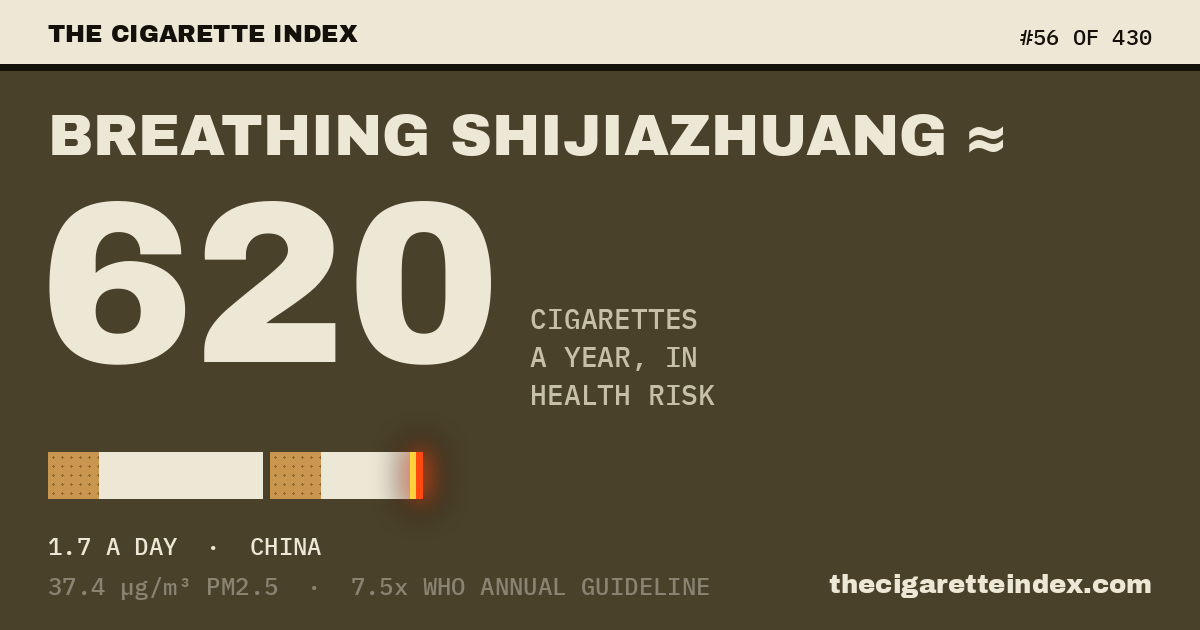 THE CIGARETTE INDEX
#56 OF 430
BREATHING SHIJIAZHUANG ≈
620
CIGARETTES
A YEAR, IN
HEALTH RISK
1.7 A DAY · CHINA
37.4 µg/m³ PM2.5 · 7.5x WHO ANNUAL GUIDELINE
thecigaretteindex.com